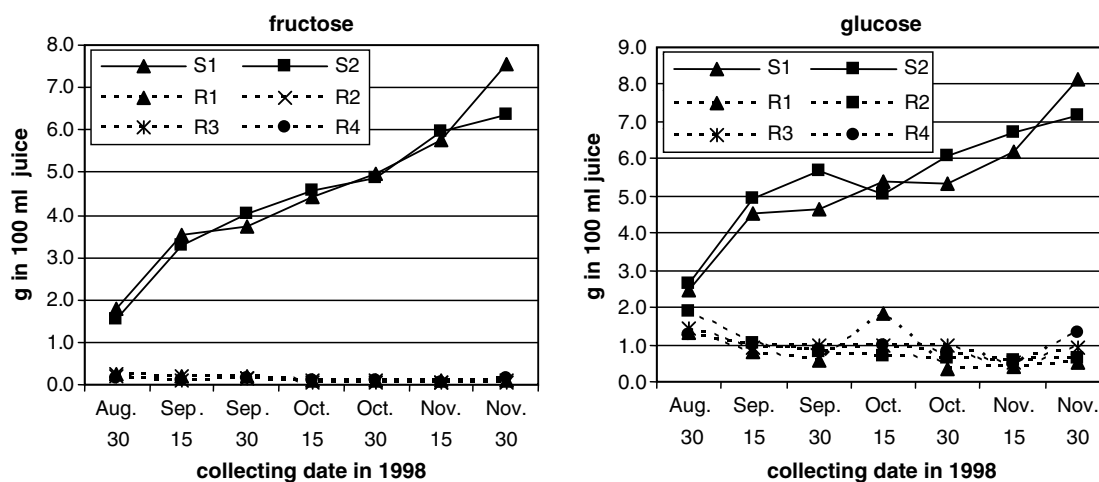 fructose
g in 100 ml juice
8.0
7.0
6.0
5.0
4.0
3.0
2.0
1.0
0.0
S1 S2
R1 R2
R3 R4
Aug. Sep. Sep. Oct. Oct. Nov. Nov.
30 15 30 15 30 15 30
collecting date in 1998
glucose
g in 100 ml juice
9.0
8.0
7.0
6.0
5.0
4.0
3.0
2.0
1.0
0.0
S1 S2
R1 R2
R3 R4
Aug. Sep. Sep. Oct. Oct. Nov. Nov.
30 15 30 15 30 15 30
collecting date in 1998